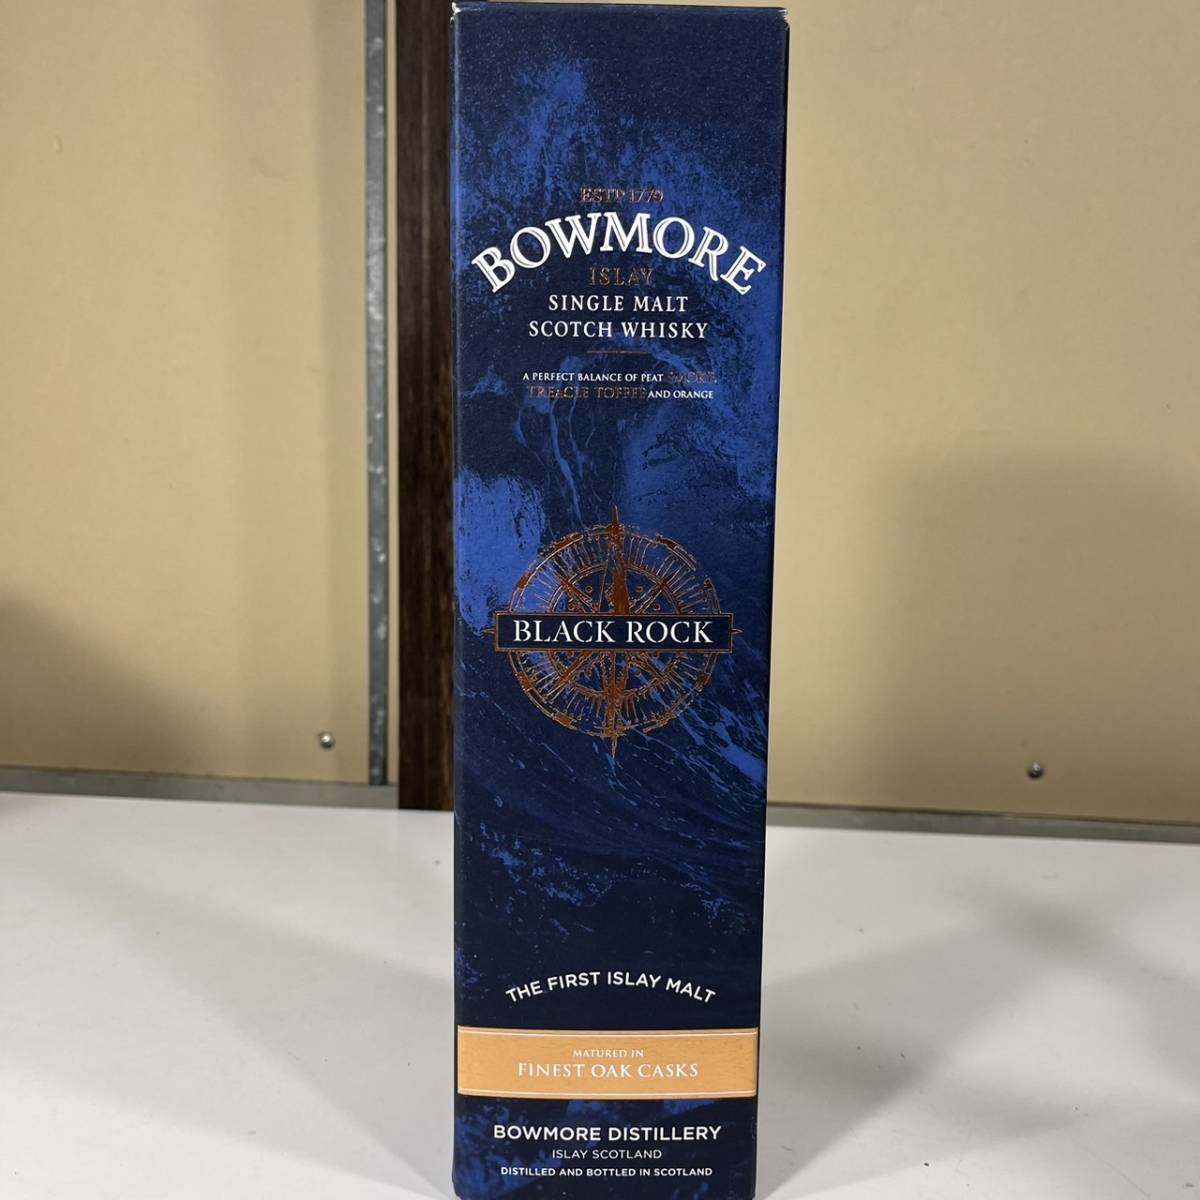 ESTD 1779
BOWMORE
ISLAY
SINGLE MALT
SCOTCH WHISKY
A PERFECT BALANCE OF PEAT SMOKE
TREACLE TOFFEE AND ORANGE
BLACK ROCK
THE FIRST ISLAY MALT
MATURED IN
FINEST OAK CASKS
BOWMORE DISTILLERY
ISLAY SCOTLAND
DISTILLED AND BOTTLED IN SCOTLAND